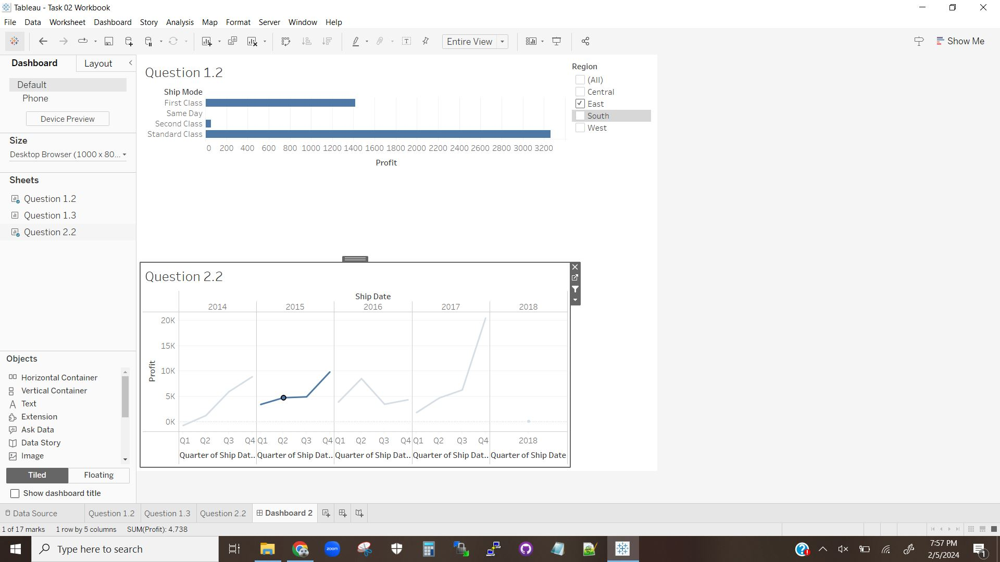 Tableau - Task 02 Workbook
File Data Worksheet Dashboard Story Analysis Map Format Server Window Help
Entire View
Show Me
Dashboard
Layout
Default
Phone
Device Preview
Size
Desktop Browser (1000 x 80...
Sheets
Question 1.2
Question 1.3
Question 2.2
Objects
Horizontal Container
Vertical Container
Text
Extension
Ask Data
Data Story
Image
Tiled
Floating
Show dashboard title
Question 1.2
Ship Mode
First Class
Same Day
Second Class
Standard Class
0 200 400 600 800 1000 1200 1400 1600 1800 2000 2200 2400 2600 2800 3000 3200
Profit
Region
(All)
Central
East
South
West
Question 2.2
Ship Date
2014 2015 2016 2017 2018
20K
15K
10K
5K
0K
Profit
Q1 Q2 Q3 Q4 Q1 Q2 Q3 Q4 Q1 Q2 Q3 Q4 Q1 Q2 Q3 Q4 2018
Quarter of Ship Dat.. Quarter of Ship Dat.. Quarter of Ship Dat.. Quarter of Ship Dat.. Quarter of Ship Date
Data Source Question 1.2 Question 1.3 Question 2.2 Dashboard 2
1 of 17 marks 1 row by 5 columns SUM(Profit): 4,738
Type here to search
zoom
7:57 PM
2/5/2024
1